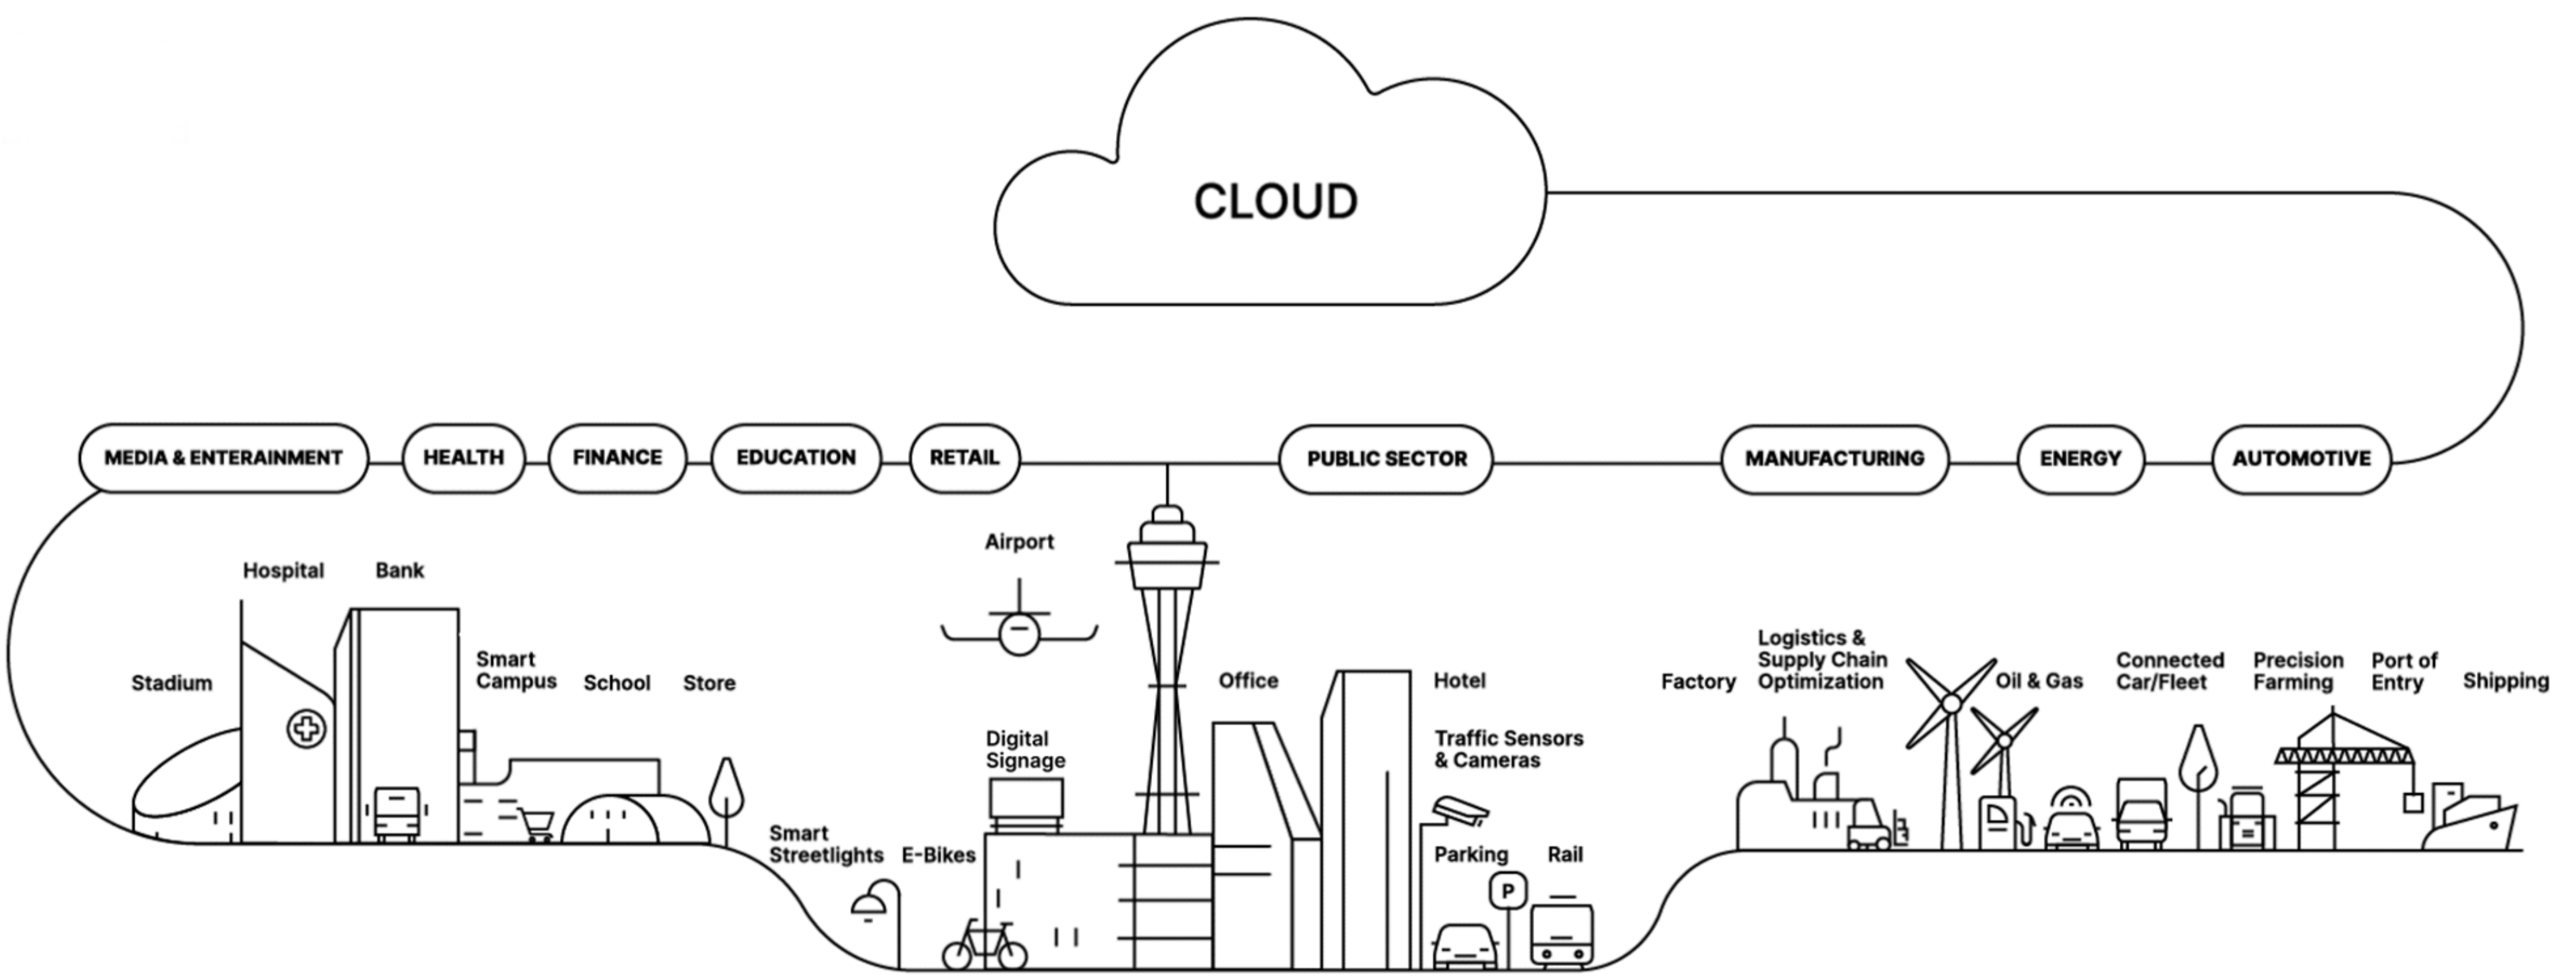 CLOUD
MEDIA & ENTERAINMENT
HEALTH
FINANCE
EDUCATION
RETAIL
PUBLIC SECTOR
MANUFACTURING
ENERGY
AUTOMOTIVE
Stadium
Hospital
Bank
Smart
Campus
School
Store
Smart
Streetlights
E-Bikes
Airport
Digital
Signage
Office
Hotel
Traffic Sensors
& Cameras
Parking
P
Rail
Factory
Logistics &
Supply Chain
Optimization
Oil & Gas
Connected
Car/Fleet
Precision
Farming
Port of
Entry
Shipping